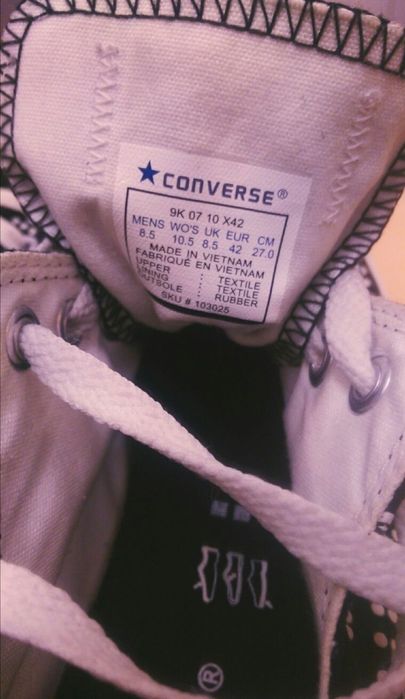 CONVERSE®
9K 07 10 X42
MENS WO'S UK EUR CM
8.5 10.5 8.5 42 27.0
MADE IN VIETNAM
FABRIQUÉ EN VIETNAM
UPPER : TEXTILE
LINING : TEXTILE
OUTSOLE : RUBBER
SKU # 103025
®